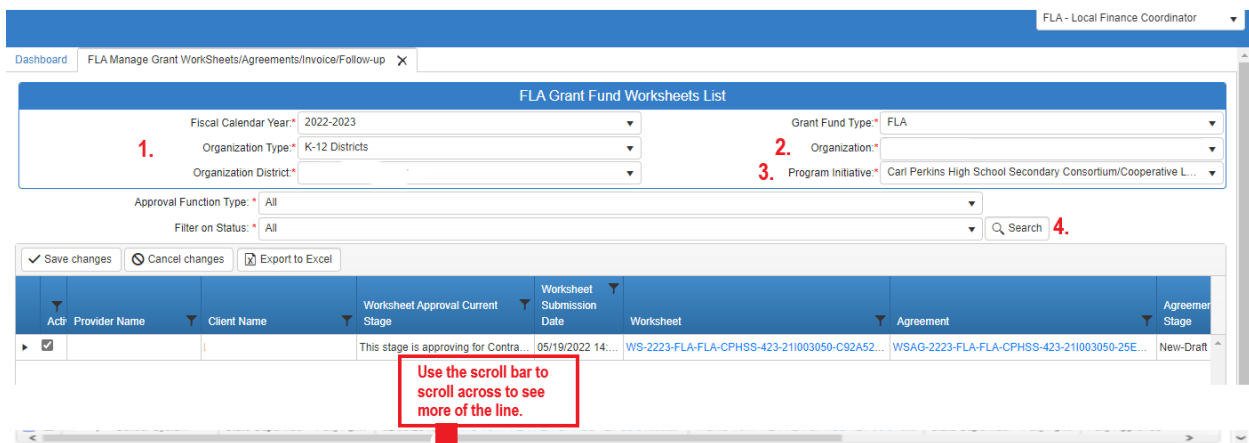 FLA - Local Finance Coordinator
Dashboard FLA Manage Grant WorkSheets/Agreements/Invoice/Follow-up
FLA Grant Fund Worksheets List
Fiscal Calendar Year:* 2022-2023 Grant Fund Type:* FLA
1. Organization Type:* K-12 Districts 2. Organization:*
Organization District:* 3. Program Initiative:* Carl Perkins High School Secondary Consortium/Cooperative L...
Approval Function Type: * All
Filter on Status: * All Search 4.
Save changes Cancel changes Export to Excel
Worksheet
Worksheet Approval Current Submission Agreemen
Acti Provider Name Client Name Stage Date Worksheet Agreement Stage
This stage is approving for Contra... 05/19/2022 14:... WS-2223-FLA-FLA-CPHSS-423-21I003050-C92A52... WSAG-2223-FLA-FLA-CPHSS-423-21I003050-25E... New-Draft
Use the scroll bar to
scroll across to see
more of the line.